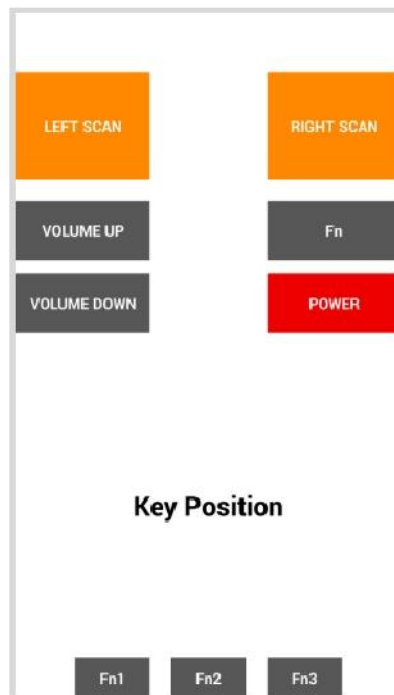 LEFT SCAN
RIGHT SCAN
VOLUME UP
Fn
VOLUME DOWN
POWER
Key Position
Fn1
Fn2
Fn3